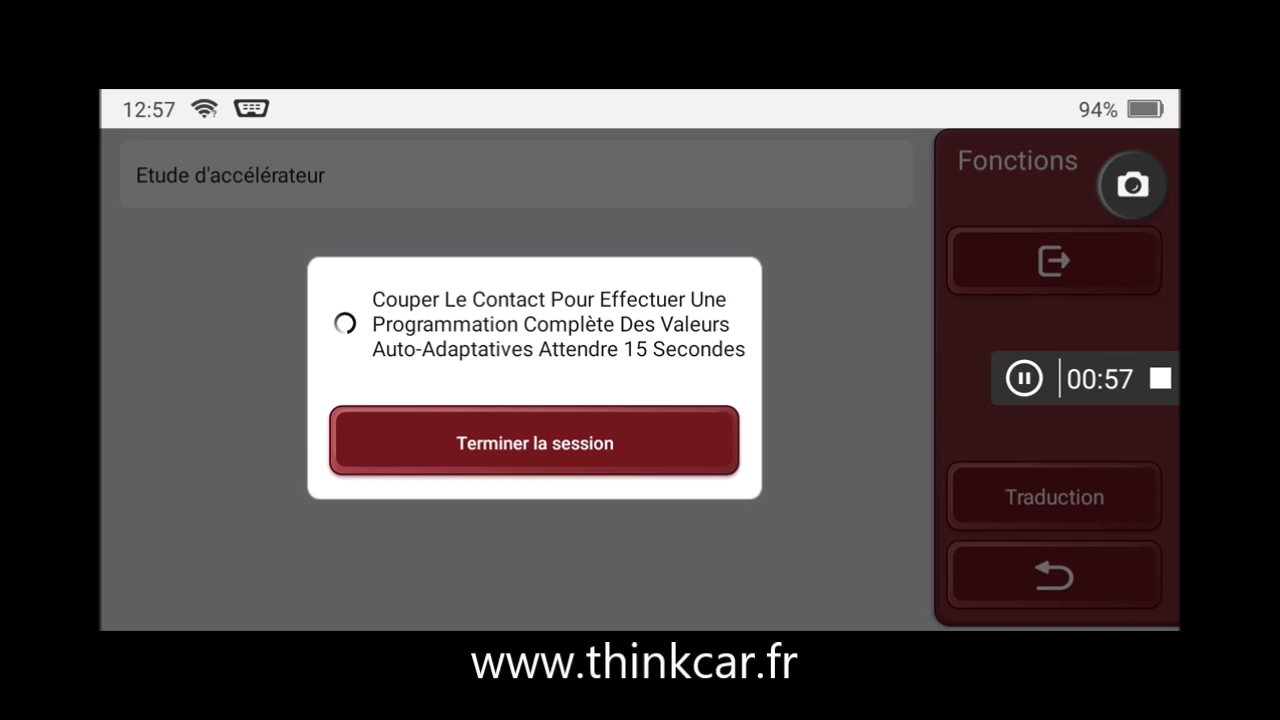 12:57
94%
Etude d'accélérateur
Fonctions
Couper Le Contact Pour Effectuer Une
Programmation Complète Des Valeurs
Auto-Adaptatives Attendre 15 Secondes
00:57
Terminer la session
Traduction
www.thinkcar.fr